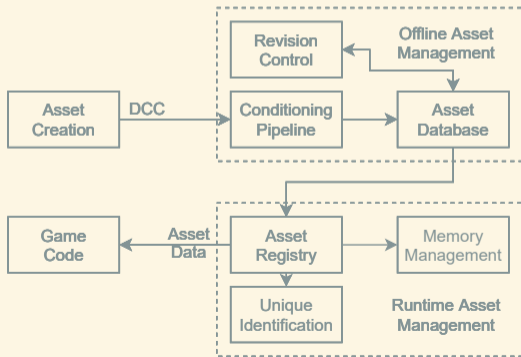 Revision
Control
Offline Asset
Management
Asset
Creation
DCC
Conditioning
Pipeline
Asset
Database
Game
Code
Asset
Data
Asset
Registry
Memory
Management
Unique
Identification
Runtime Asset
Management